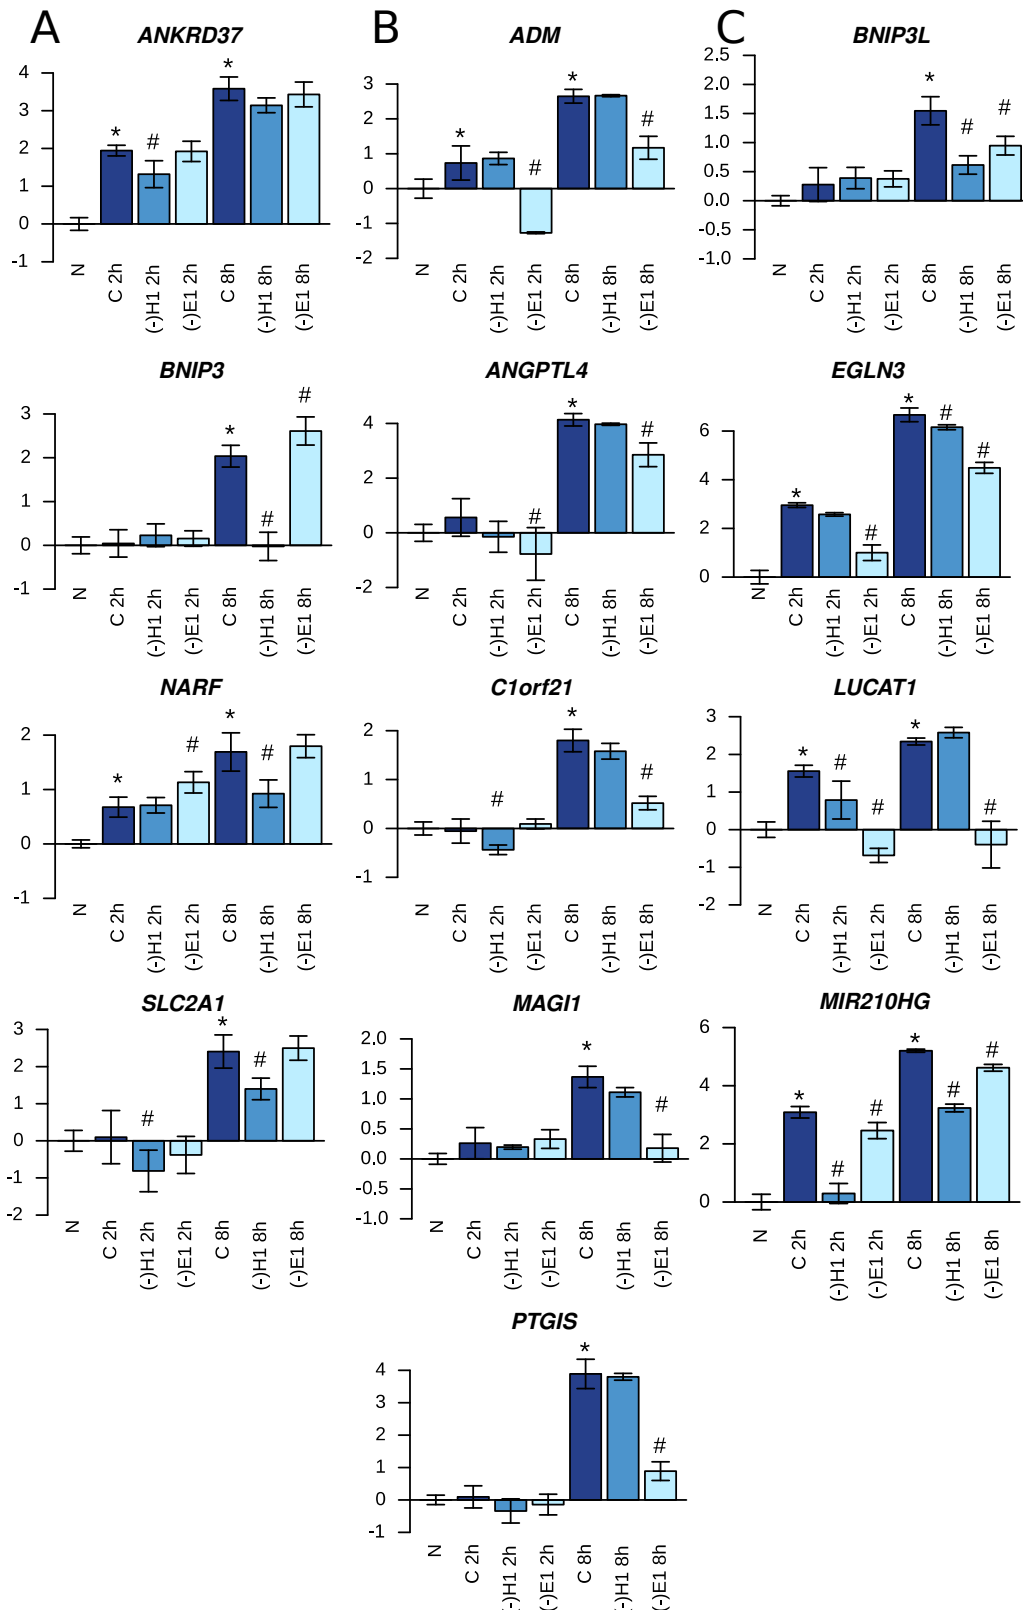 A
ANKRD37
4
3
2
1
0
-1
* # *
N C 2h (-)H1 2h (-)E1 2h C 8h (-)H1 8h (-)E1 8h
B
ADM
3
2
1
0
-1
-2
* # * #
N C 2h (-)H1 2h (-)E1 2h C 8h (-)H1 8h (-)E1 8h
C
BNIP3L
2.5
2.0
1.5
1.0
0.5
0.0
-1.0
* # #
N C 2h (-)H1 2h (-)E1 2h C 8h (-)H1 8h (-)E1 8h
BNIP3
3
2
1
0
-1
* # #
N C 2h (-)H1 2h (-)E1 2h C 8h (-)H1 8h (-)E1 8h
ANGPTL4
4
2
0
-2
# * #
N C 2h (-)H1 2h (-)E1 2h C 8h (-)H1 8h (-)E1 8h
EGLN3
6
4
2
0
* # * # #
N C 2h (-)H1 2h (-)E1 2h C 8h (-)H1 8h (-)E1 8h
NARF
2
1
0
-1
* # * #
N C 2h (-)H1 2h (-)E1 2h C 8h (-)H1 8h (-)E1 8h
C1orf21
2
1
0
-1
# * #
N C 2h (-)H1 2h (-)E1 2h C 8h (-)H1 8h (-)E1 8h
LUCAT1
3
2
1
0
-1
-2
* # # * #
N C 2h (-)H1 2h (-)E1 2h C 8h (-)H1 8h (-)E1 8h
SLC2A1
3
2
1
0
-1
-2
# * #
N C 2h (-)H1 2h (-)E1 2h C 8h (-)H1 8h (-)E1 8h
MAGI1
2.0
1.5
1.0
0.5
0.0
-0.5
-1.0
* #
N C 2h (-)H1 2h (-)E1 2h C 8h (-)H1 8h (-)E1 8h
MIR210HG
6
4
2
0
* # # * # #
N C 2h (-)H1 2h (-)E1 2h C 8h (-)H1 8h (-)E1 8h
PTGIS
4
3
2
1
0
-1
* #
N C 2h (-)H1 2h (-)E1 2h C 8h (-)H1 8h (-)E1 8h